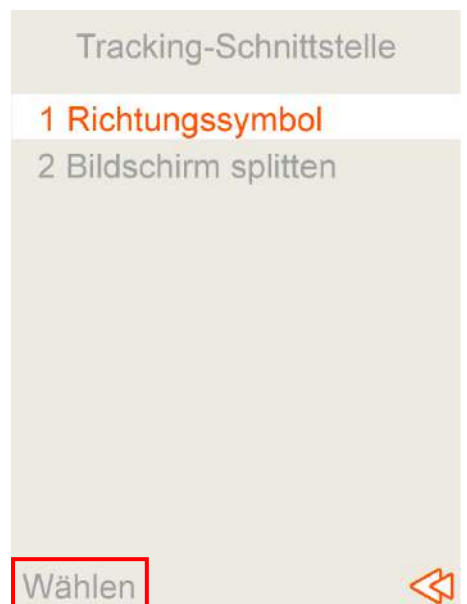 Tracking-Schnittstelle
1 Richtungssymbol
2 Bildschirm splitten
Wählen